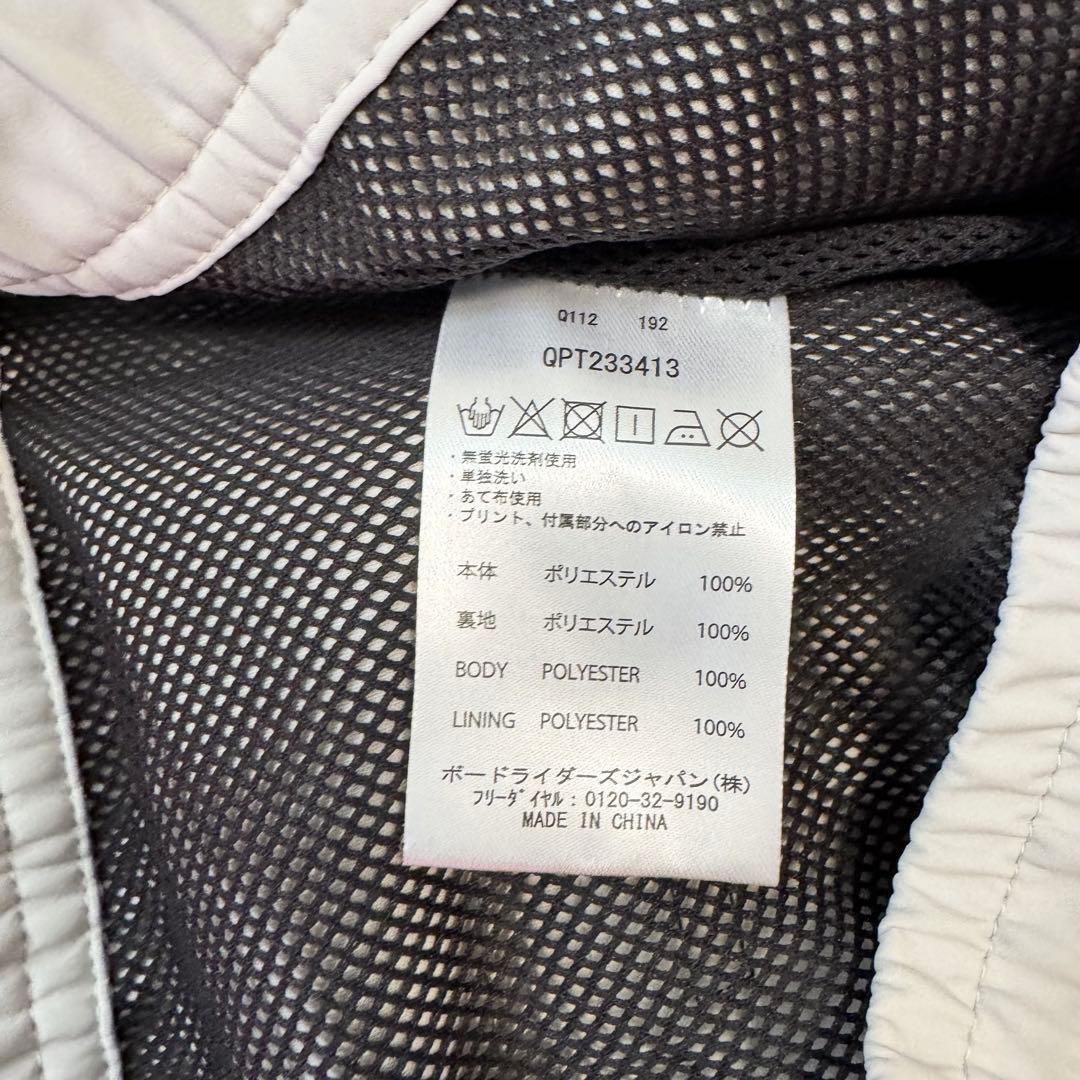 Q112 192
QPT233413
・無蛍光洗剤使用
・単独洗い
・あて布使用
・プリント、付属部分へのアイロン禁止
本体 ポリエステル 100%
裏地 ポリエステル 100%
BODY POLYESTER 100%
LINING POLYESTER 100%
ボードライダーズジャパン(株)
フリーダイヤル：0120-32-9190
MADE IN CHINA